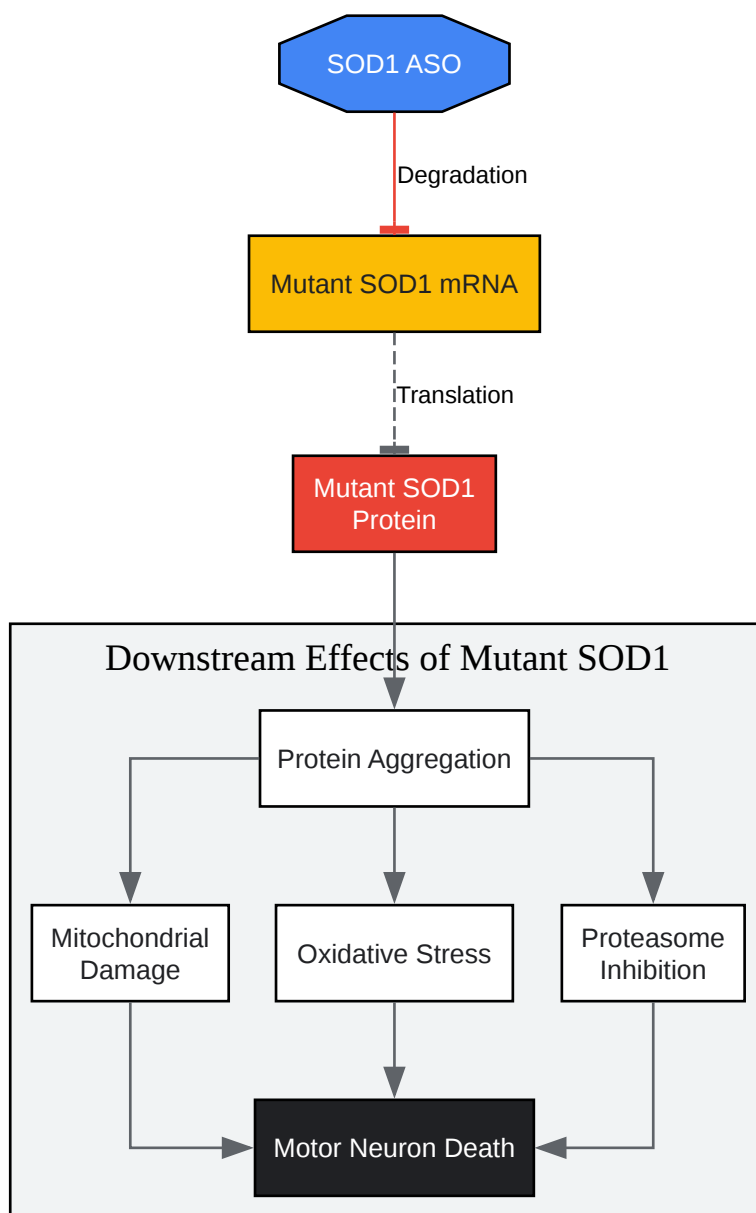 SOD1 ASO
Degradation
Mutant SOD1 mRNA
Translation
Mutant SOD1
Protein
Downstream Effects of Mutant SOD1
Protein Aggregation
Mitochondrial
Damage
Oxidative Stress
Proteasome
Inhibition
Motor Neuron Death